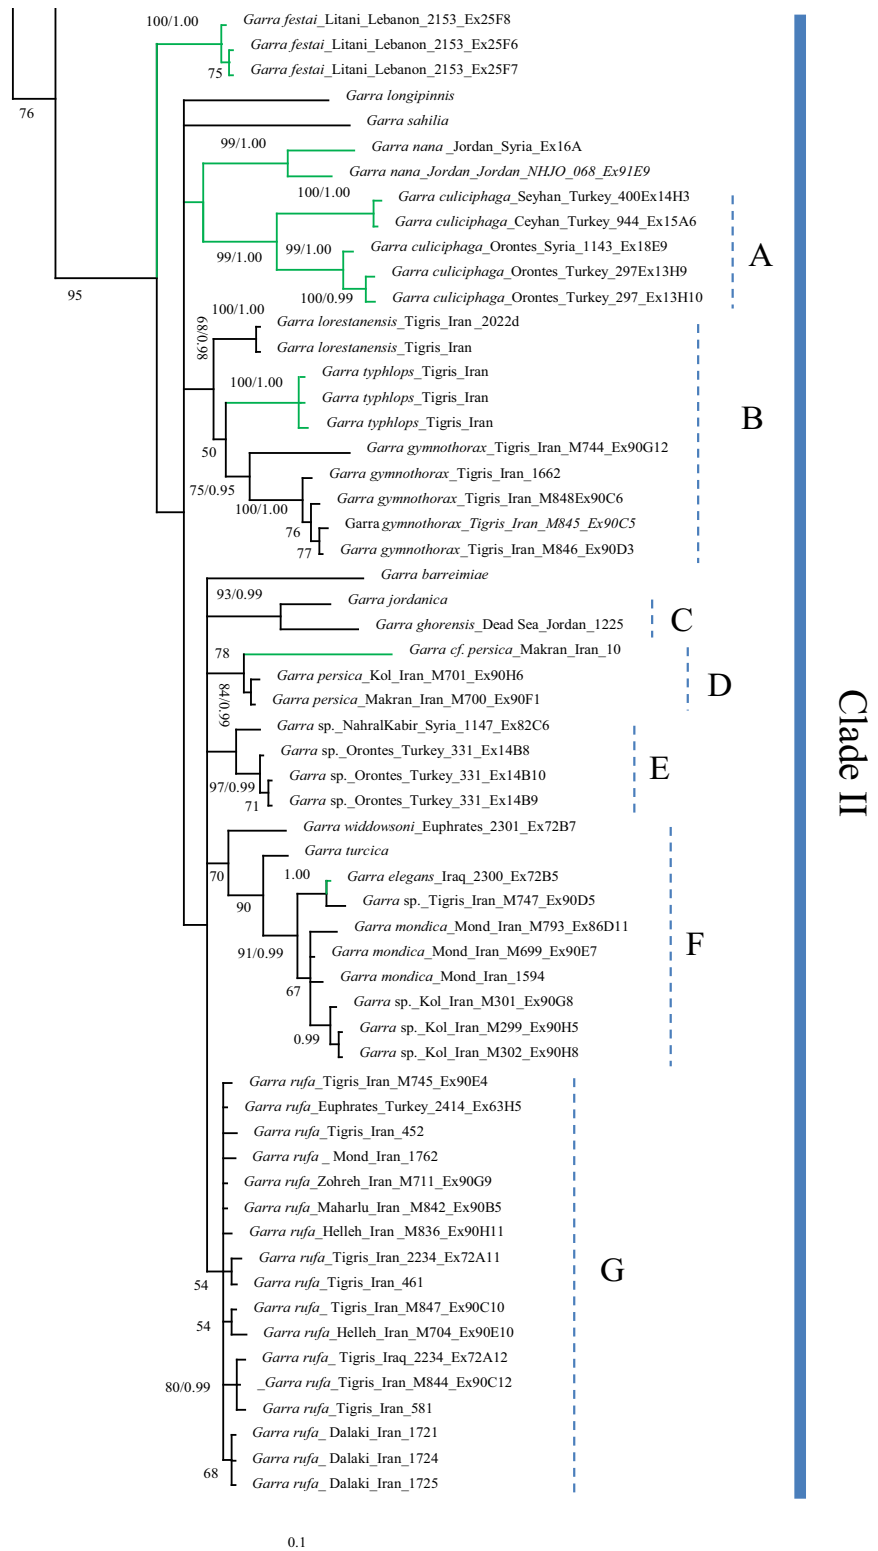 100/1.00
Garra festai_Litani_Lebanon_2153_Ex25F8
Garra festai_Litani_Lebanon_2153_Ex25F6
75
Garra festai_Litani_Lebanon_2153_Ex25F7
Garra longipinnis
76
Garra sahilia
99/1.00
Garra nana _Jordan_Syria_Ex16A
Garra nana_Jordan_Jordan_NHJO_068_Ex91E9
100/1.00
Garra culiciphaga_Seyhan_Turkey_400Ex14H3
Garra culiciphaga_Ceyhan_Turkey_944_Ex15A6
99/1.00
99/1.00
Garra culiciphaga_Orontes_Syria_1143_Ex18E9
A
Garra culiciphaga_Orontes_Turkey_297Ex13H9
95
100/0.99
Garra culiciphaga_Orontes_Turkey_297_Ex13H10
100/1.00
68/0.98
Garra lorestanensis_Tigris_Iran_2022d
Garra lorestanensis_Tigris_Iran
100/1.00
Garra typhlops_Tigris_Iran
Garra typhlops_Tigris_Iran
B
Garra typhlops_Tigris_Iran
50
Garra gymnothorax_Tigris_Iran_M744_Ex90G12
Garra gymnothorax_Tigris_Iran_1662
75/0.95
100/1.00
Garra gymnothorax_Tigris_Iran_M848Ex90C6
76
Garra gymnothorax_Tigris_Iran_M845_Ex90C5
77
Garra gymnothorax_Tigris_Iran_M846_Ex90D3
Garra barreimiae
93/0.99
Garra jordanica
C
Garra ghorensis_Dead Sea_Jordan_1225
78
Garra cf. persica_Makran_Iran_10
Garra persica_Kol_Iran_M701_Ex90H6
D
84/0.99
Garra persica_Makran_Iran_M700_Ex90F1
Clade II
Garra sp._NahralKabir_Syria_1147_Ex82C6
Garra sp._Orontes_Turkey_331_Ex14B8
E
97/0.99
Garra sp._Orontes_Turkey_331_Ex14B10
71
Garra sp._Orontes_Turkey_331_Ex14B9
Garra widdowsoni_Euphrates_2301_Ex72B7
Garra turcica
70
1.00
Garra elegans_Iraq_2300_Ex72B5
90
Garra sp._Tigris_Iran_M747_Ex90D5
Garra mondica_Mond_Iran_M793_Ex86D11
F
91/0.99
Garra mondica_Mond_Iran_M699_Ex90E7
Garra mondica_Mond_Iran_1594
67
Garra sp._Kol_Iran_M301_Ex90G8
0.99
Garra sp._Kol_Iran_M299_Ex90H5
Garra sp._Kol_Iran_M302_Ex90H8
Garra rufa_Tigris_Iran_M745_Ex90E4
Garra rufa_Euphrates_Turkey_2414_Ex63H5
Garra rufa_Tigris_Iran_452
Garra rufa _ Mond_Iran_1762
Garra rufa_Zohreh_Iran_M711_Ex90G9
Garra rufa_Maharlu_Iran_M842_Ex90B5
Garra rufa_Helleh_Iran _M836_Ex90H11
Garra rufa_Tigris_Iran_2234_Ex72A11
G
54
Garra rufa_Tigris_Iran_461
Garra rufa_ Tigris_Iran_M847_Ex90C10
54
Garra rufa_Helleh_Iran_M704_Ex90E10
Garra rufa_ Tigris_Iraq_2234_Ex72A12
80/0.99
_Garra rufa_Tigris_Iran_M844_Ex90C12
Garra rufa_Tigris_Iran_581
Garra rufa_ Dalaki_Iran_1721
Garra rufa_ Dalaki_Iran_1724
68
Garra rufa_ Dalaki_Iran_1725
0.1